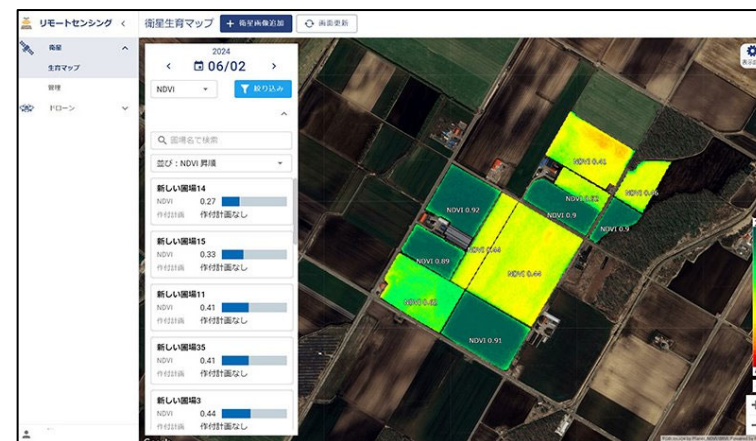 リモートセンシング
衛星生育マップ
＋ 衛星画像追加
画面更新
衛星
生育マップ
管理
ドローン
2024
06/02
NDVI
絞り込み
圃場名で検索
並び：NDVI 昇順
新しい圃場14
NDVI 0.27
作付計画 作付計画なし
新しい圃場15
NDVI 0.33
作付計画 作付計画なし
新しい圃場11
NDVI 0.41
作付計画 作付計画なし
新しい圃場35
NDVI 0.41
作付計画 作付計画なし
新しい圃場3
NDVI 0.44
作付計画 作付計画なし
NDVI 0.41
NDVI 0.92
NDVI 0.9
NDVI 0.9
NDVI 0.44
NDVI 0.89
NDVI 0.44
NDVI 0.91